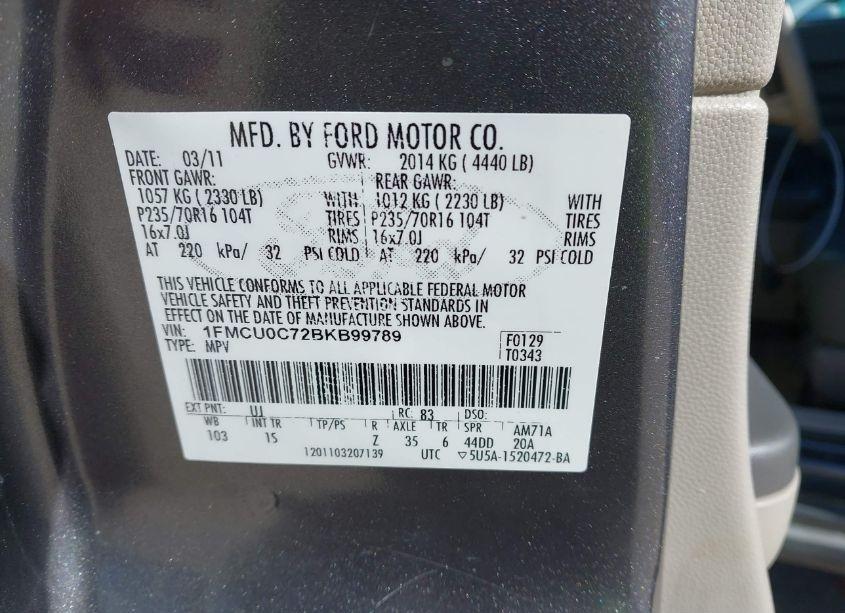 MFD. BY FORD MOTOR CO.
DATE: 03/11 GVWR: 2014 KG ( 4440 LB)
FRONT GAWR: REAR GAWR:
1057 KG ( 2330 LB) WITH 1012 KG ( 2230 LB) WITH
P235/70R16 104T TIRES P235/70R16 104T TIRES
16x7.0J RIMS 16x7.0J RIMS
AT 220 kPa/ 32 PSI COLD AT 220 kPa/ 32 PSI COLD
THIS VEHICLE CONFORMS TO ALL APPLICABLE FEDERAL MOTOR
VEHICLE SAFETY AND THEFT PREVENTION STANDARDS IN
EFFECT ON THE DATE OF MANUFACTURE SHOWN ABOVE.
VIN: 1FMCU0C72BKB99789 F0129
TYPE: MPV T0343
EXT PNT: UJ RC: 83 DSO:
WB INT TR TP/PS R AXLE TR SPR AM71A
103 15 Z 35 6 44DD 20A
1201103207139 UTC ▽5U5A-1520472-BA